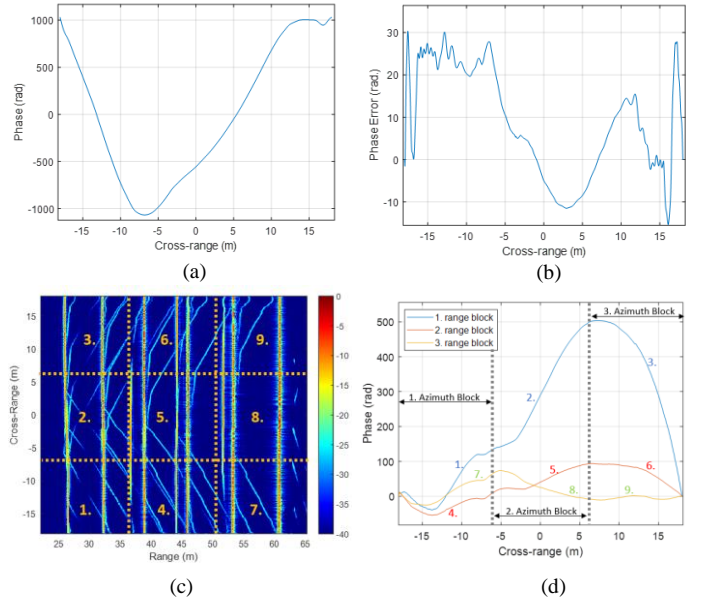 1000
500
0
-500
-1000
Phase (rad)
-15 -10 -5 0 5 10 15
Cross-range (m)
(a)
30
20
10
0
-10
Phase Error (rad.)
-15 -10 -5 0 5 10 15
Cross-range (m)
(b)
15
10
5
0
-5
-10
-15
Cross-Range (m)
3. 6. 9.
2. 5. 8.
1. 4. 7.
25 30 35 40 45 50 55 60 65
Range (m)
0
-5
-10
-15
-20
-25
-30
-35
-40
(c)
500
400
300
200
100
0
Phase (rad)
1. range block
2. range block
3. range block
3. Azimuth Block
1. Azimuth Block
2. Azimuth Block
1.
2.
3.
4.
5.
6.
7.
8.
9.
-15 -10 -5 0 5 10 15
Cross-range (m)
(d)